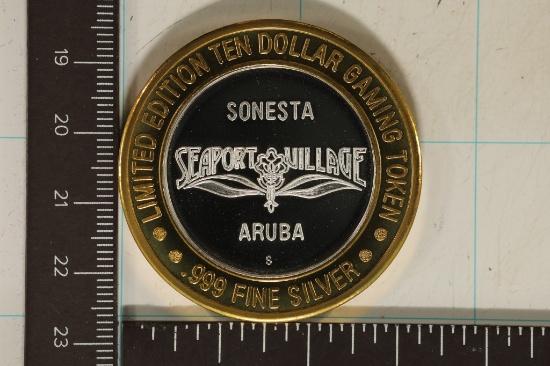 LIMITED EDITION TEN DOLLAR GAMING TOKEN
SONESTA
SEAPORT VILLAGE
ARUBA
S
.999 FINE SILVER
19
20
21
22
23